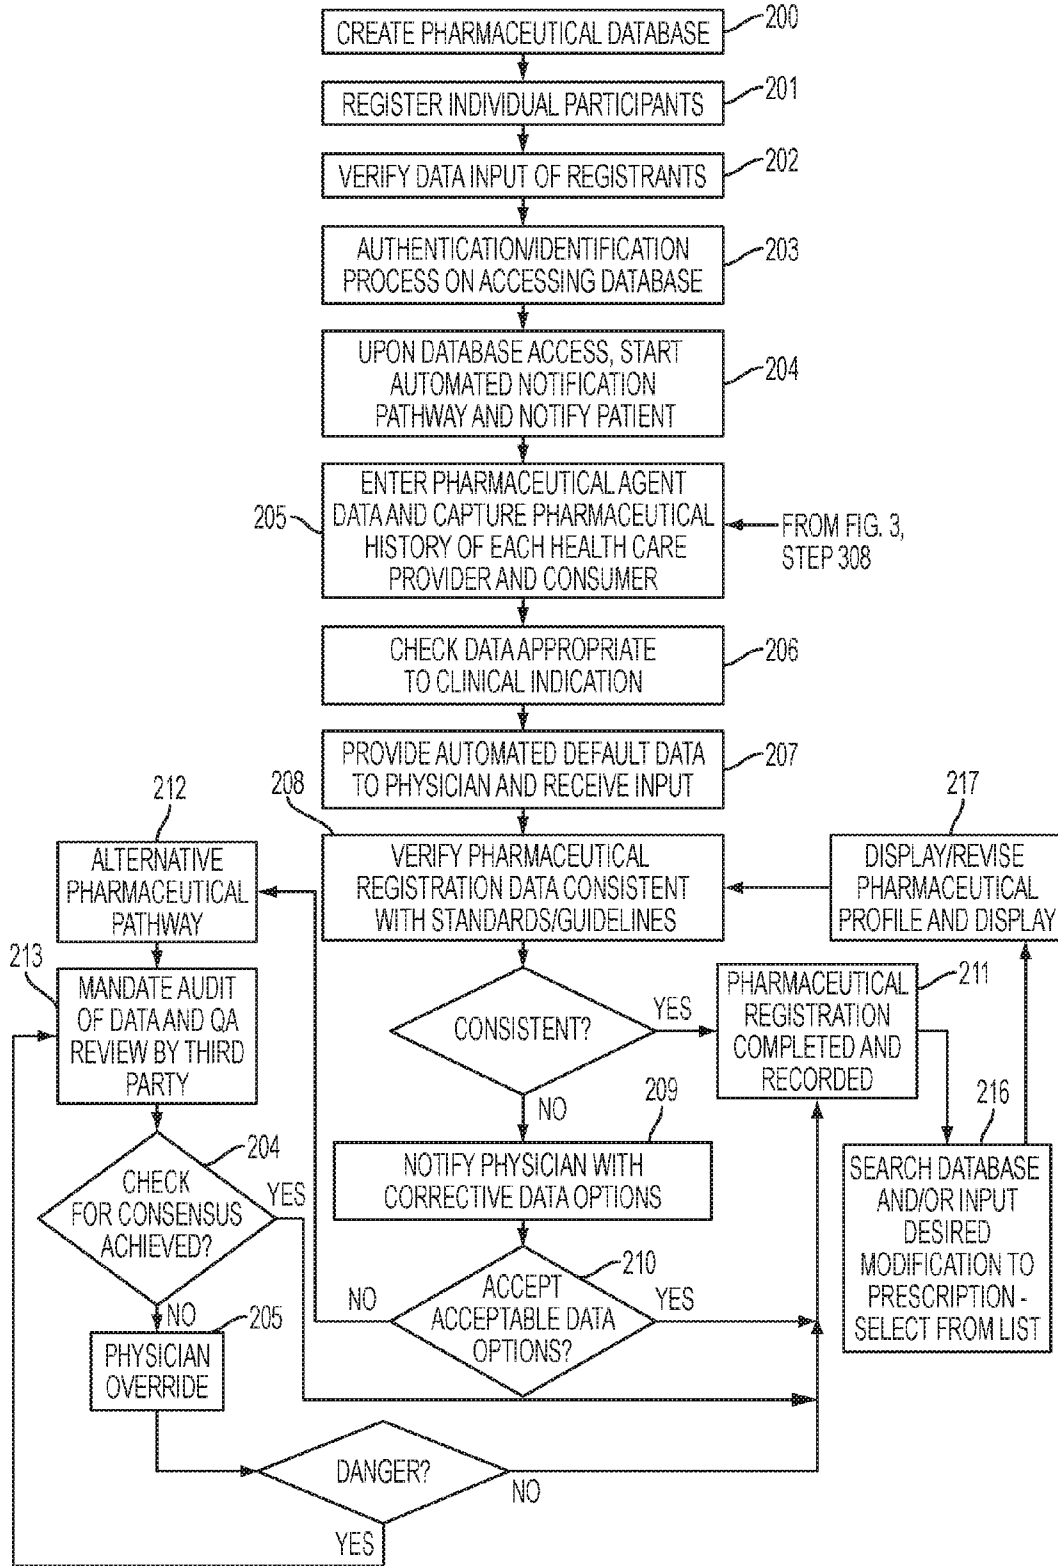 CREATE PHARMACEUTICAL DATABASE
200
REGISTER INDIVIDUAL PARTICIPANTS
201
VERIFY DATA INPUT OF REGISTRANTS
202
AUTHENTICATION/IDENTIFICATION
PROCESS ON ACCESSING DATABASE
203
UPON DATABASE ACCESS, START
AUTOMATED NOTIFICATION
PATHWAY AND NOTIFY PATIENT
204
205
ENTER PHARMACEUTICAL AGENT
DATA AND CAPTURE PHARMACEUTICAL
HISTORY OF EACH HEALTH CARE
PROVIDER AND CONSUMER
FROM FIG. 3,
STEP 308
CHECK DATA APPROPRIATE
TO CLINICAL INDICATION
206
PROVIDE AUTOMATED DEFAULT DATA
TO PHYSICIAN AND RECEIVE INPUT
207
208
VERIFY PHARMACEUTICAL
REGISTRATION DATA CONSISTENT
WITH STANDARDS/GUIDELINES
217
DISPLAY/REVISE
PHARMACEUTICAL
PROFILE AND DISPLAY
212
ALTERNATIVE
PHARMACEUTICAL
PATHWAY
213
MANDATE AUDIT
OF DATA AND QA
REVIEW BY THIRD
PARTY
CONSISTENT?
YES
NO
211
PHARMACEUTICAL
REGISTRATION
COMPLETED AND
RECORDED
209
NOTIFY PHYSICIAN WITH
CORRECTIVE DATA OPTIONS
216
SEARCH DATABASE
AND/OR INPUT
DESIRED
MODIFICATION TO
PRESCRIPTION -
SELECT FROM LIST
204
CHECK
FOR CONSENSUS
ACHIEVED?
YES
NO
210
ACCEPT
ACCEPTABLE DATA
OPTIONS?
NO
YES
205
PHYSICIAN
OVERRIDE
DANGER?
NO
YES